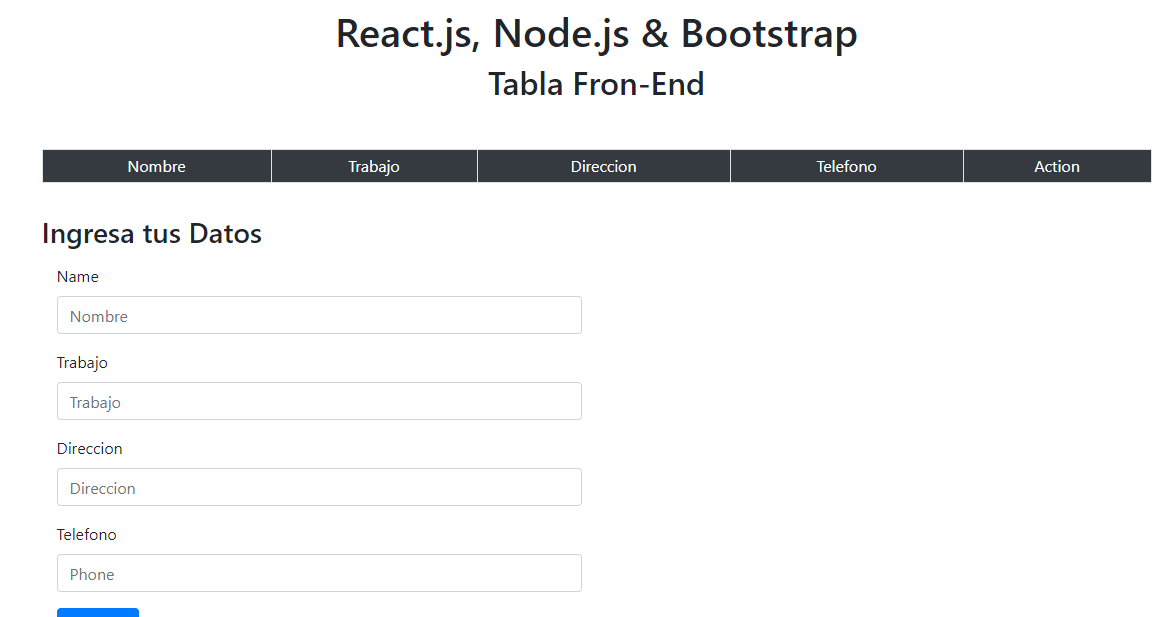 React.js, Node.js & Bootstrap
Tabla Fron-End
Nombre Trabajo Direccion Telefono Action
Ingresa tus Datos
Name
Nombre
Trabajo
Trabajo
Direccion
Direccion
Telefono
Phone